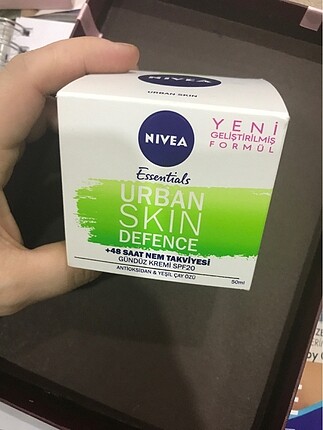 NIVEA
URBAN SKIN
NIVEA
YENİ
GELİŞTİRİLMİŞ
FORMÜL
Essentials
URBAN
SKIN
DEFENCE
+48 SAAT NEM TAKVİYESİ
GÜNDÜZ KREMİ SPF20
ANTİOKSİDAN & YEŞİL ÇAY ÖZÜ
50ml